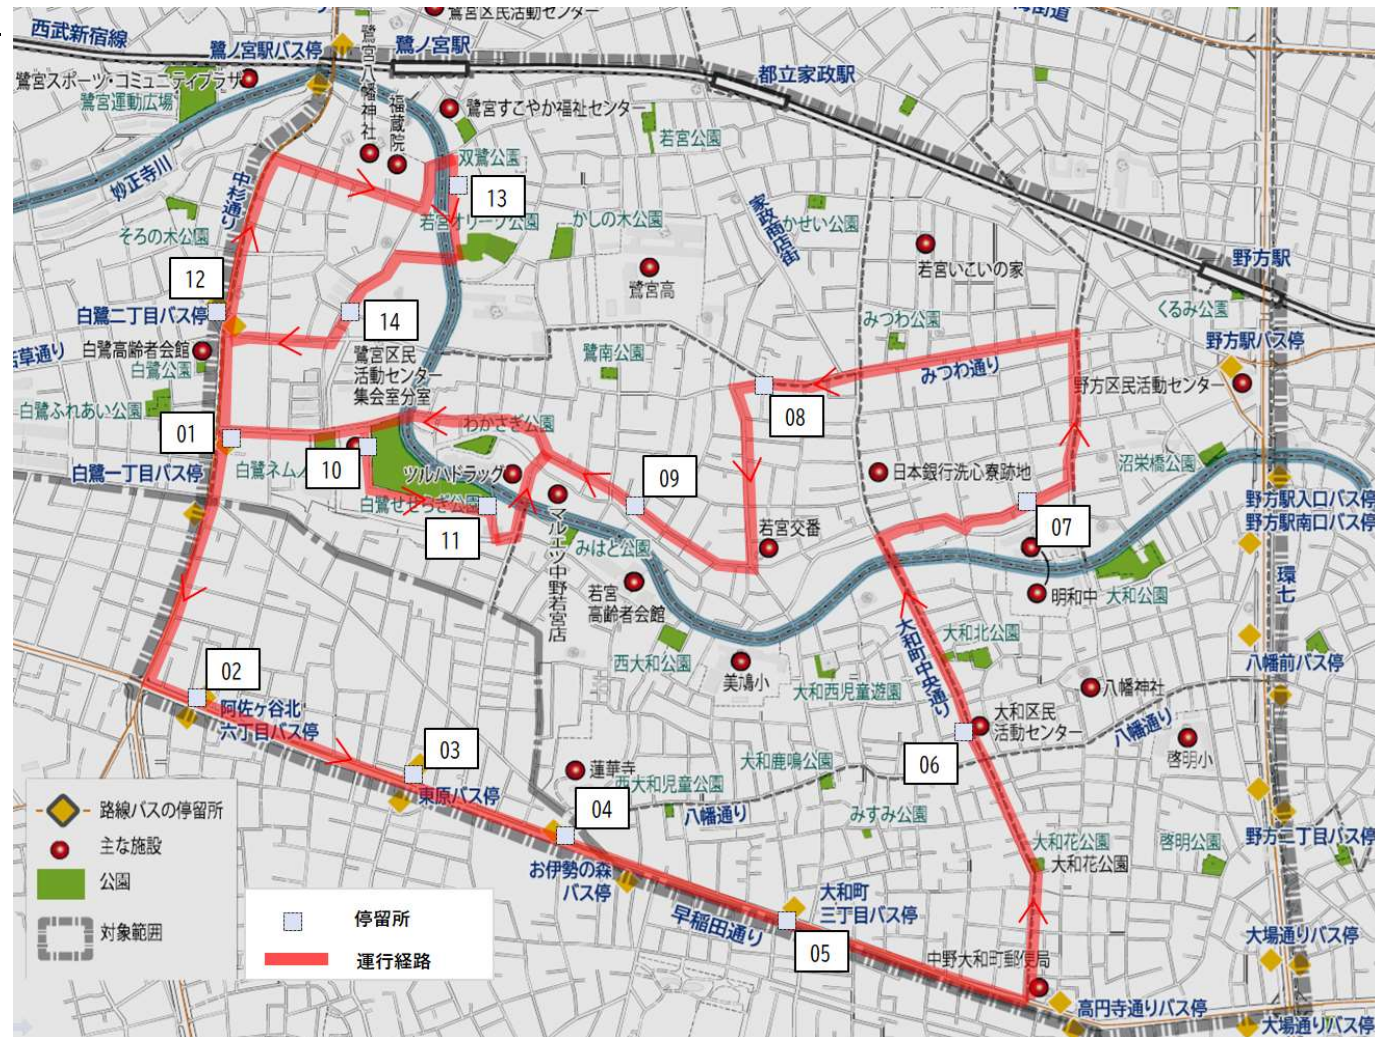 鷺宮区民活動センター
西武新宿線
鷺ノ宮駅バス停
鷺ノ宮駅
都立家政駅
鷺宮スポーツ・コミュニティプラザ
鷺宮運動広場
鷺宮八幡神社
福蔵院
鷺宮すこやか福祉センター
若宮公園
双鷺公園
妙正寺川
中杉通り
13
若宮オリーブ公園
かしの木公園
家政商店街
かせい公園
そろの木公園
若宮いこいの家
野方駅
12
鷺宮高
くるみ公園
白鷺二丁目バス停
14
みつわ公園
野方駅バス停
白鷺高齢者会館
白鷺公園
鷺宮区民
活動センター
集会室分室
鷺南公園
みつわ通り
野方区民活動センター
白鷺ふれあい公園
08
01
わかさぎ公園
白鷺一丁目バス停
10
ツルハドラッグ
09
日本銀行洗心寮跡地
沼栄橋公園
白鷺せせらぎ公園
野方駅入口バス停
野方駅南口バス停
11
マルエツ中野若宮店
みはと公園
若宮交番
07
若宮
高齢者会館
明和中
大和公園
環七
大和町中央通り
大和北公園
西大和公園
美鳩小
大和西児童遊園
八幡前バス停
八幡神社
02
阿佐ヶ谷北
六丁目バス停
大和区民
活動センター
八幡通り
啓明小
03
06
大和鹿鳴公園
蓮華寺
西大和児童公園
東原バス停
04
八幡通り
みすみ公園
大和花公園
大和花公園
啓明公園
野方二丁目バス停
お伊勢の森
バス停
大和町
三丁目バス停
早稲田通り
05
中野大和町郵便局
大場通りバス停
高円寺通りバス停
大場通りバス停
路線バスの停留所
主な施設
公園
対象範囲
停留所
運行経路